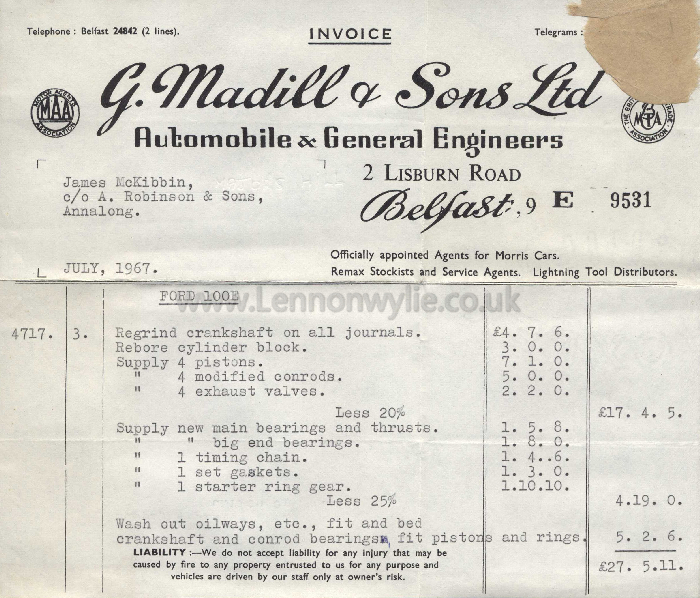 Telephone : Belfast 24842 (2 lines).
INVOICE
Telegrams :
G. Madill & Sons Ltd
MOTOR AGENTS ASSOCIATION
MAA
ASSOCIATION
Automobile & General Engineers
James McKibbin,
c/o A. Robinson & Sons,
Annalong.
2 LISBURN ROAD
Belfast, 9 E 9531
Officially appointed Agents for Morris Cars.
JULY, 1967.
Remax Stockists and Service Agents. Lightning Tool Distributors.
FORD 100E
www.Lennonwylie.co.uk
4717. 3. Regrind crankshaft on all journals. £4. 7. 6.
Rebore cylinder block. 3. 0. 0.
Supply 4 pistons. 7. 1. 0.
" 4 modified conrods. 5. 0. 0.
" 4 exhaust valves. 2. 2. 0.
Less 20% £17. 4. 5.
Supply new main bearings and thrusts. 1. 5. 8.
" " big end bearings. 1. 8. 0.
" 1 timing chain. 1. 4..6.
" 1 set gaskets. 1. 3. 0.
" 1 starter ring gear. 1.10.10.
Less 25% 4.19. 0.
Wash out oilways, etc., fit and bed
crankshaft and conrod bearings, fit pistons and rings. 5. 2. 6.
LIABILITY :—We do not accept liability for any injury that may be
caused by fire to any property entrusted to us for any purpose and
vehicles are driven by our staff only at owner's risk.
£27. 5.11.